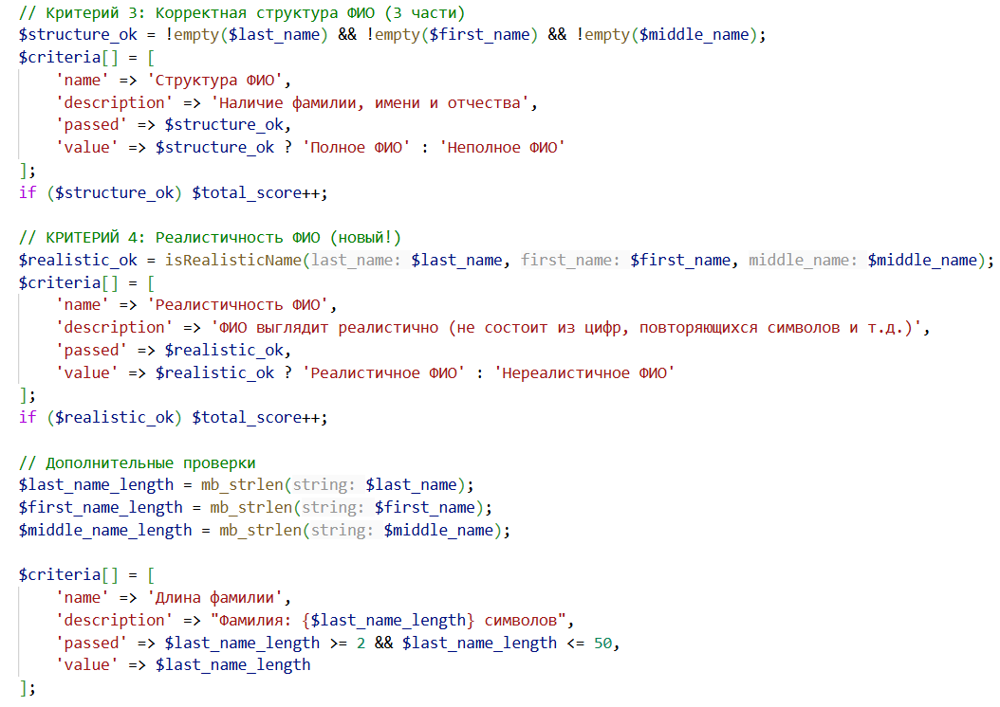 // Критерий 3: Корректная структура ФИО (3 части)
$structure_ok = !empty($last_name) && !empty($first_name) && !empty($middle_name);
$criteria[] = [
    'name' => 'Структура ФИО',
    'description' => 'Наличие фамилии, имени и отчества',
    'passed' => $structure_ok,
    'value' => $structure_ok ? 'Полное ФИО' : 'Неполное ФИО'
];
if ($structure_ok) $total_score++;

// КРИТЕРИЙ 4: Реалистичность ФИО (новый!)
$realistic_ok = isRealisticName(last_name: $last_name, first_name: $first_name, middle_name: $middle_name);
$criteria[] = [
    'name' => 'Реалистичность ФИО',
    'description' => 'ФИО выглядит реалистично (не состоит из цифр, повторяющихся символов и т.д.)',
    'passed' => $realistic_ok,
    'value' => $realistic_ok ? 'Реалистичное ФИО' : 'Нереалистичное ФИО'
];
if ($realistic_ok) $total_score++;

// Дополнительные проверки
$last_name_length = mb_strlen(string: $last_name);
$first_name_length = mb_strlen(string: $first_name);
$middle_name_length = mb_strlen(string: $middle_name);

$criteria[] = [
    'name' => 'Длина фамилии',
    'description' => "Фамилия: {$last_name_length} символов",
    'passed' => $last_name_length >= 2 && $last_name_length <= 50,
    'value' => $last_name_length
];